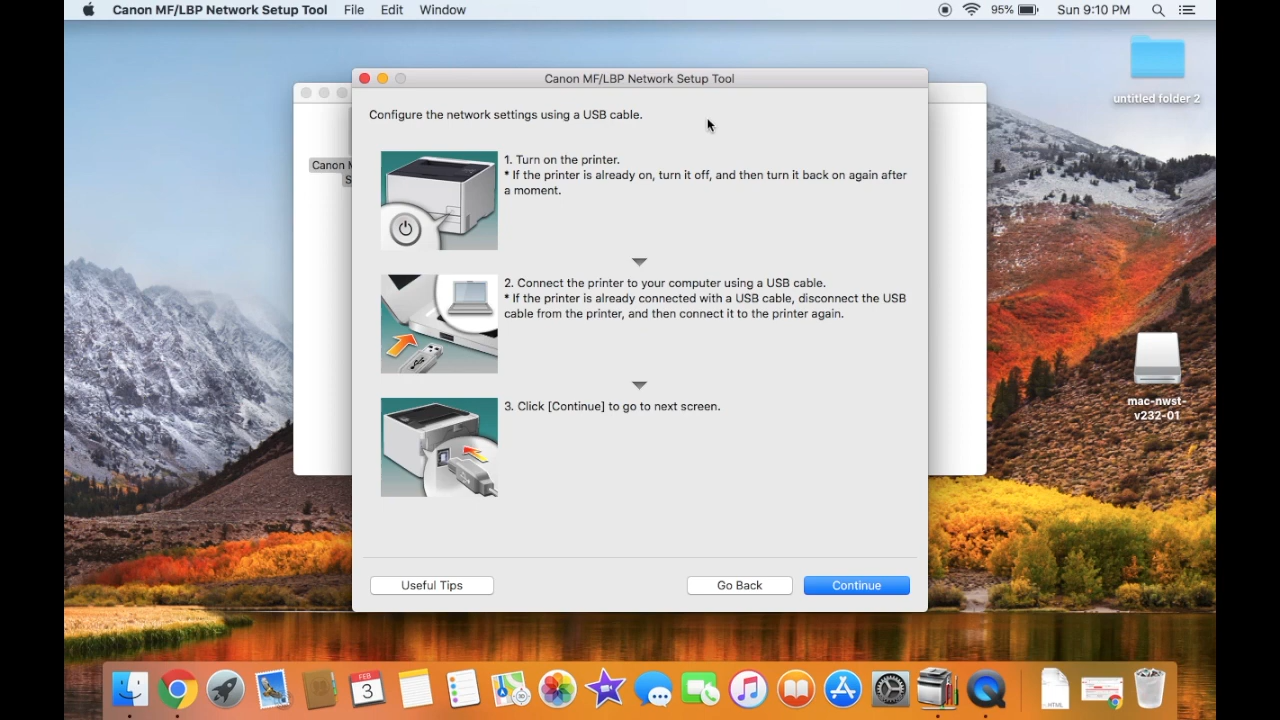 Canon MF/LBP Network Setup Tool File Edit Window 95% Sun 9:10 PM
untitled folder 2
Canon MF/LBP Network Setup Tool
Configure the network settings using a USB cable.
Canon M
S
1. Turn on the printer.
* If the printer is already on, turn it off, and then turn it back on again after
a moment.
2. Connect the printer to your computer using a USB cable.
* If the printer is already connected with a USB cable, disconnect the USB
cable from the printer, and then connect it to the printer again.
3. Click [Continue] to go to next screen.
mac-nwst-
v232-01
Useful Tips Go Back Continue
FEB
3
HTML